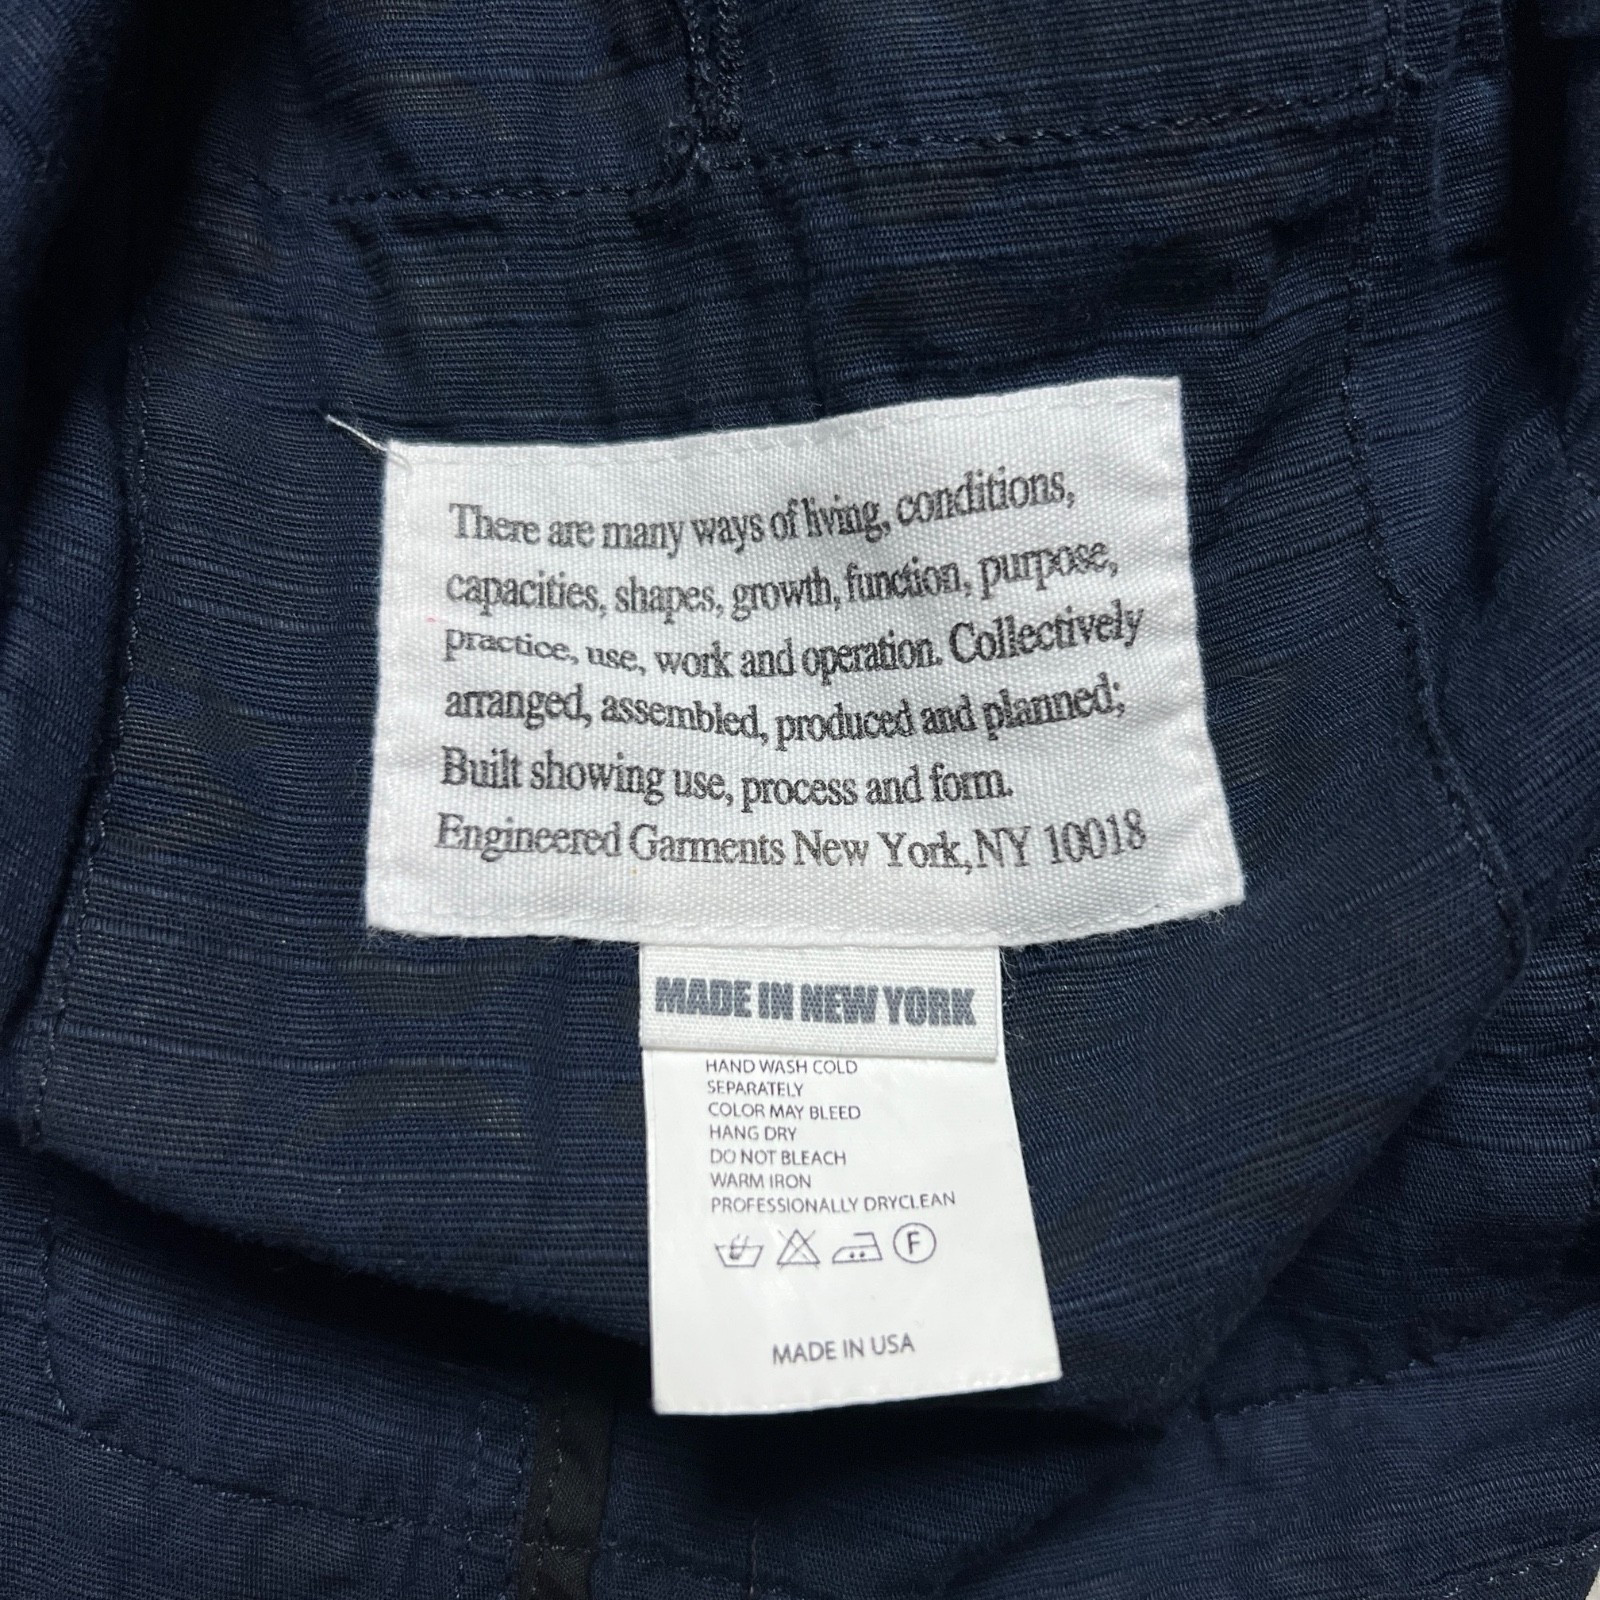 There are many ways of living, conditions,
capacities, shapes, growth, function, purpose,
practice, use, work and operation. Collectively
arranged, assembled, produced and planned;
Built showing use, process and form.
Engineered Garments New York, NY 10018
MADE IN NEW YORK
HAND WASH COLD
SEPARATELY
COLOR MAY BLEED
HANG DRY
DO NOT BLEACH
WARM IRON
PROFESSIONALLY DRYCLEAN
F
MADE IN USA